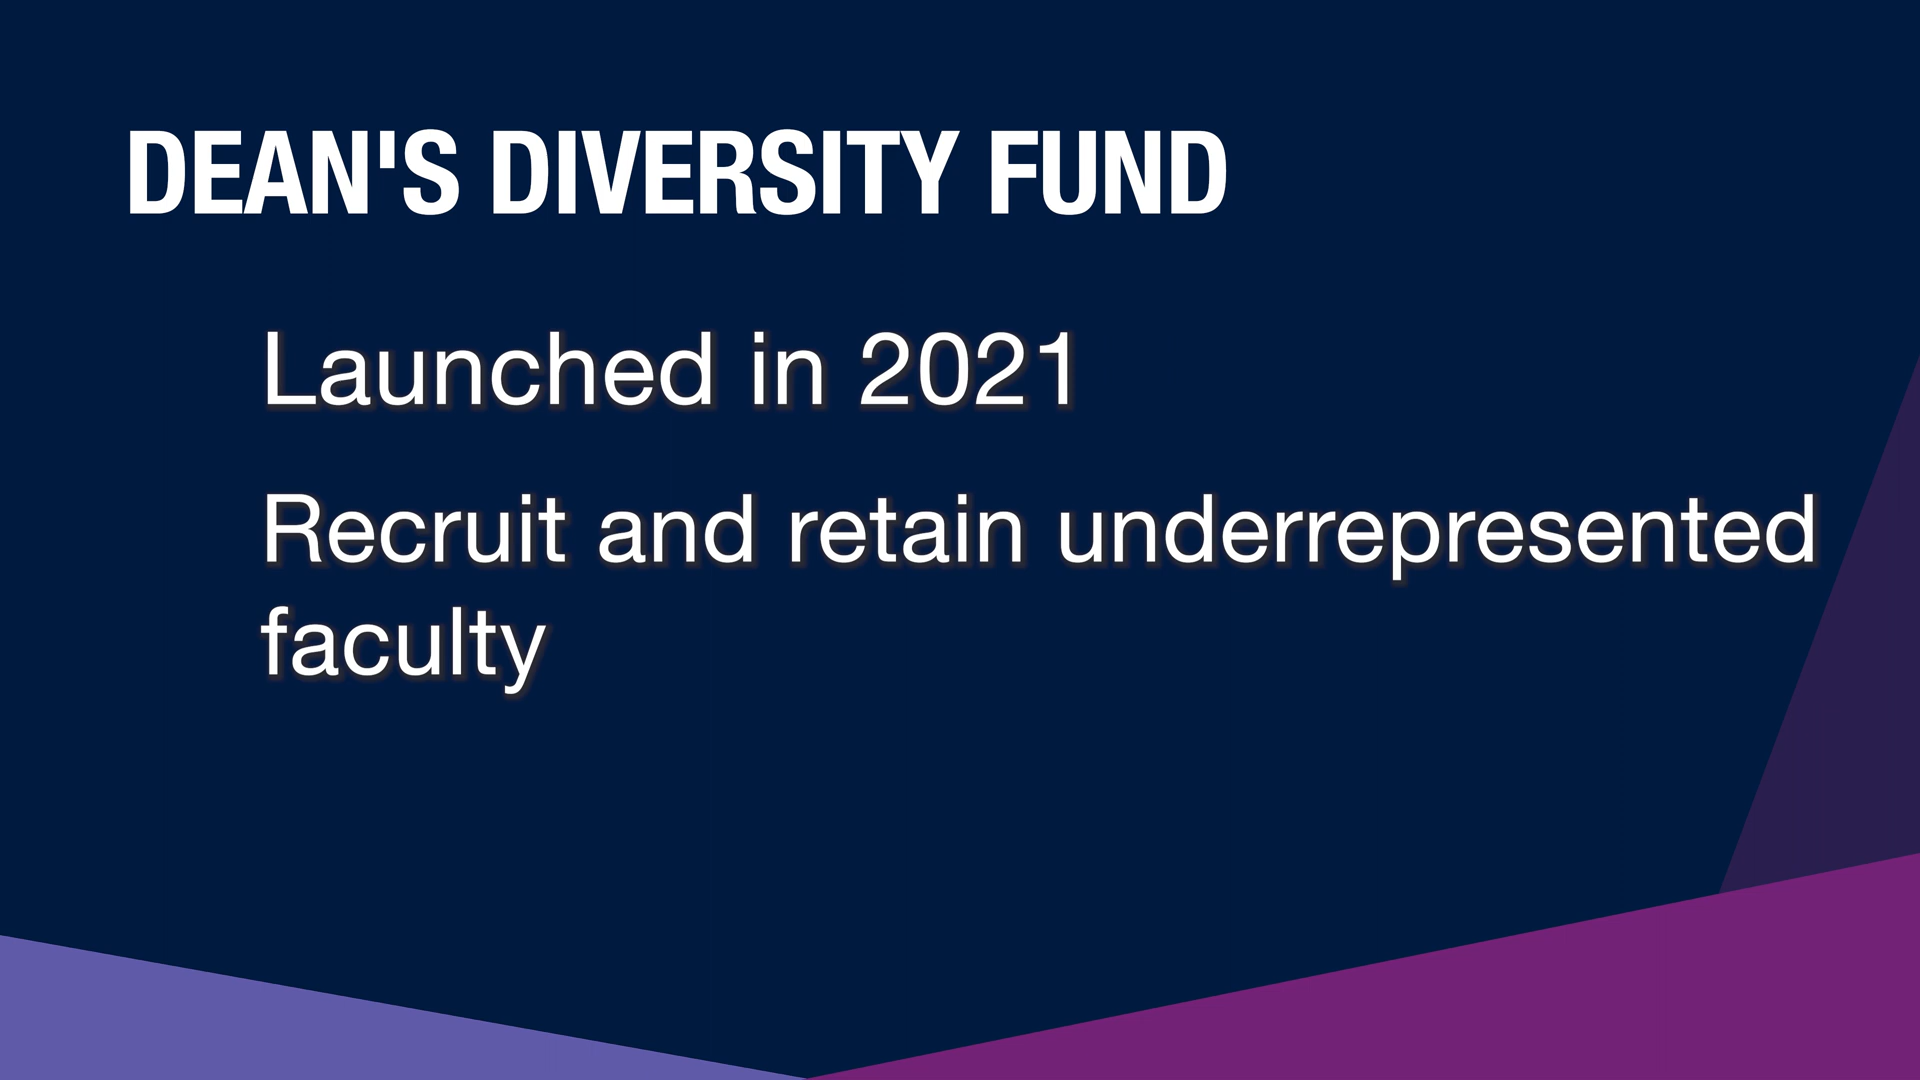 DEAN'S DIVERSITY FUND
Launched in 2021
Recruit and retain underrepresented
faculty